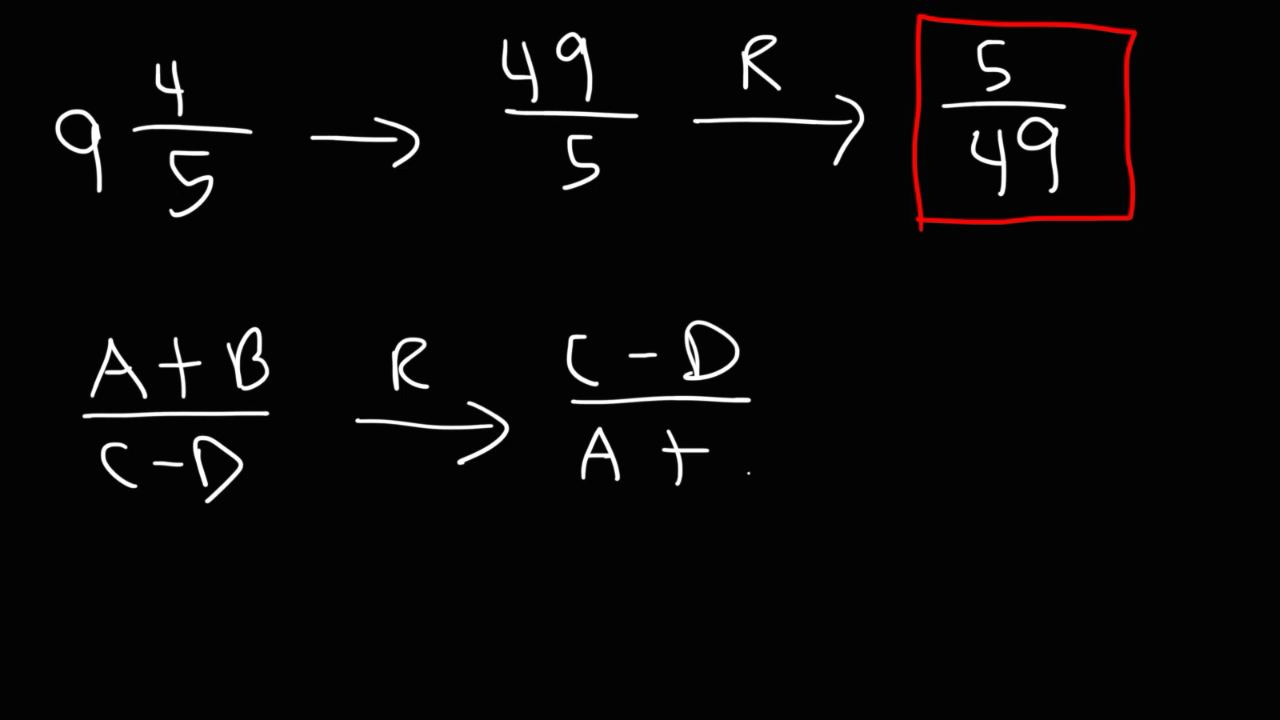 9 4/5 → 49/5 R→ 5/49
A+B/C-D R→ C-D/A+